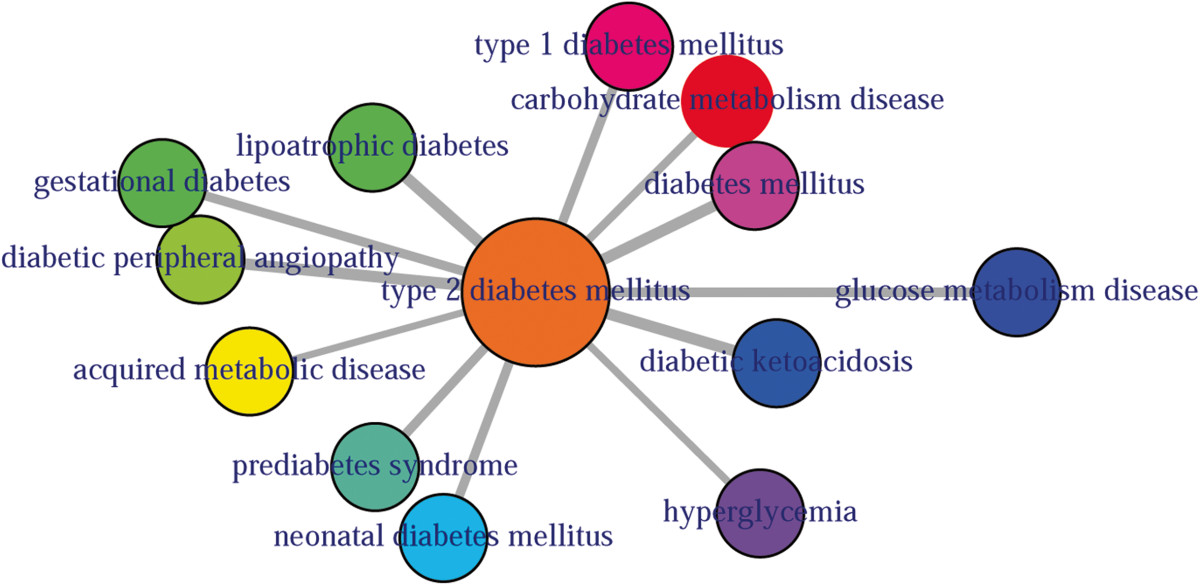 type 1 diabetes mellitus
carbohydrate metabolism disease
lipoatrophic diabetes
gestational diabetes
diabetes mellitus
diabetic peripheral angiopathy
type 2 diabetes mellitus
glucose metabolism disease
diabetic ketoacidosis
acquired metabolic disease
prediabetes syndrome
hyperglycemia
neonatal diabetes mellitus